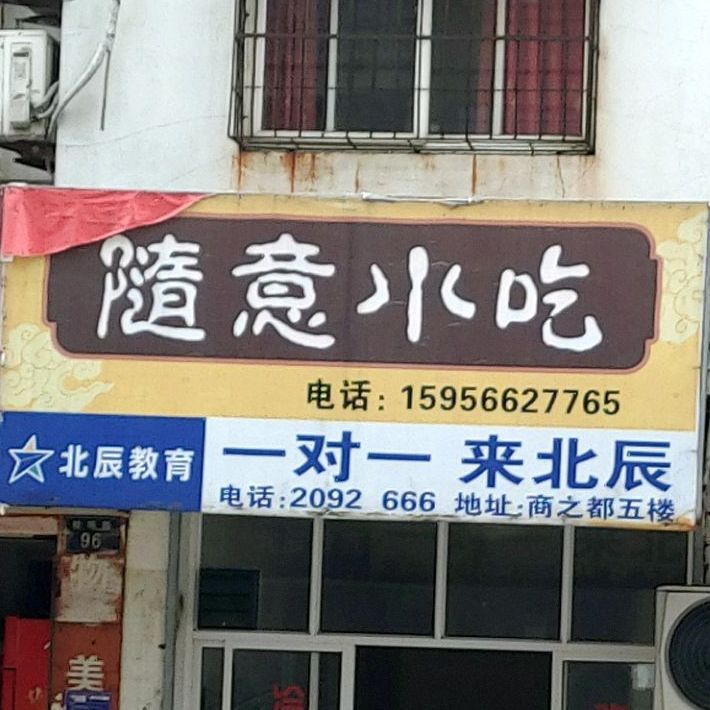 隨意小吃
电话: 15956627765
北辰教育
一对一 来北辰
电话:2092 666 地址:商之都五楼
96
物
美